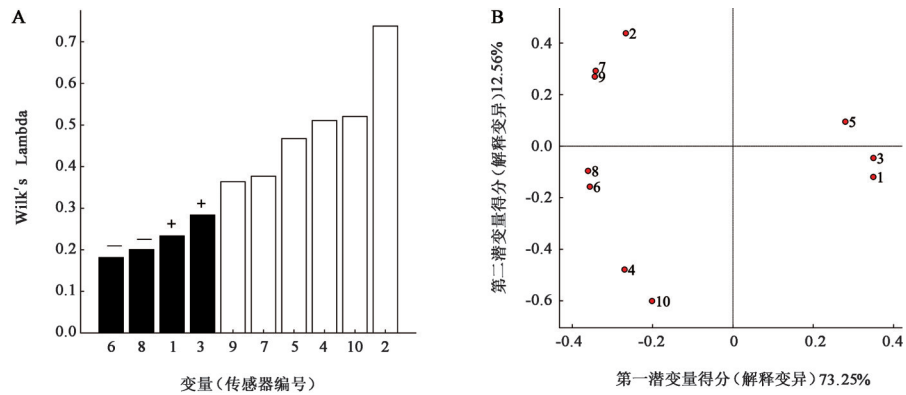 A
0.7
0.6
0.5
0.4
0.3
0.2
0.1
0.0
Wilk's Lambda
— — + +
6 8 1 3 9 7 5 4 10 2
变量(传感器编号)
B
0.4
0.2
0.0
-0.2
-0.4
-0.6
第二潜变量得分(解释变异)12.56%
2
7
9
5
3
1
8
6
4
10
-0.4 -0.2 0 0.2 0.4
第一潜变量得分(解释变异)73.25%